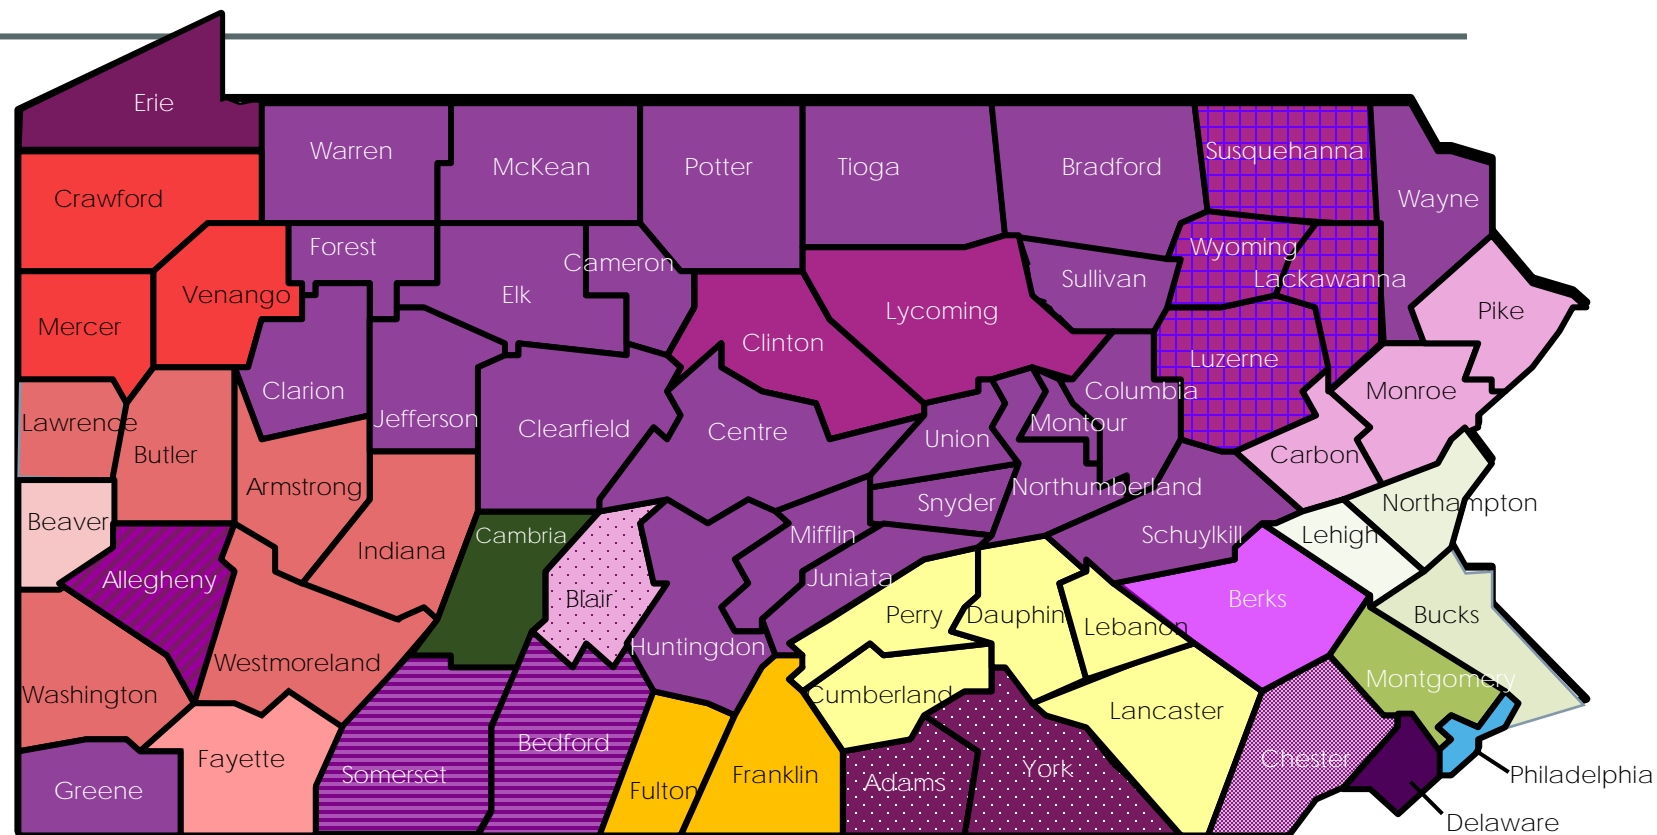 Erie
Warren
McKean
Potter
Tioga
Bradford
Susquehanna
Wayne
Crawford
Forest
Cameron
Wyoming
Lackawanna
Sullivan
Venango
Elk
Lycoming
Pike
Mercer
Clinton
Luzerne
Clarion
Columbia
Monroe
Lawrence
Jefferson
Clearfield
Centre
Union
Montour
Butler
Carbon
Armstrong
Snyder
Northumberland
Northampton
Beaver
Cambria
Mifflin
Schuylkill
Lehigh
Indiana
Allegheny
Juniata
Blair
Berks
Perry
Dauphin
Lebanon
Bucks
Westmoreland
Huntingdon
Washington
Cumberland
Montgomery
Lancaster
Fayette
Bedford
Somerset
Franklin
York
Chester
Greene
Fulton
Adams
Philadelphia
Delaware